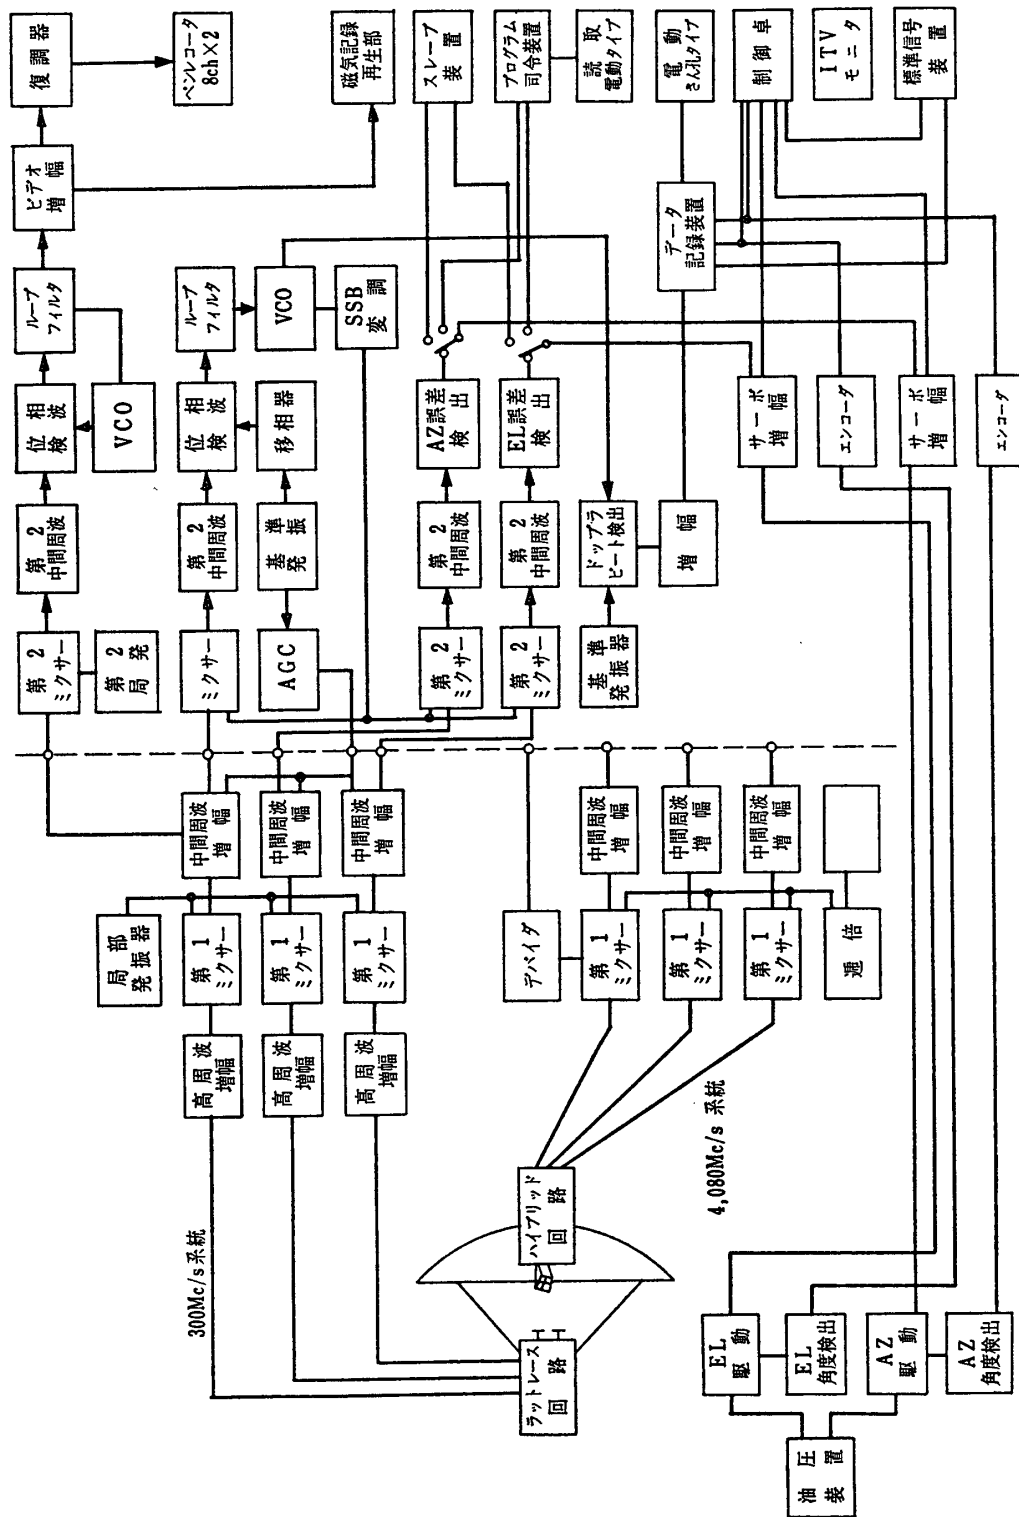 300Mc/s 系統
4,080Mc/s 系統
ラットレース
回 路
ハイブリッド
回 路
油 圧
装 置
EL
駆 動
EL
角度検出
AZ
駆 動
AZ
角度検出
高周波
増幅
高周波
増幅
高周波
増幅
局 部
発振器
第 1
ミクサー
第 1
ミクサー
第 1
ミクサー
中間周波
増 幅
中間周波
増 幅
中間周波
増 幅
デバイダ
第 1
ミクサー
第 1
ミクサー
第 1
ミクサー
逓 倍
中間周波
増 幅
中間周波
増 幅
中間周波
増 幅
第 2
ミクサー
第 2
局 発
ミクサー
AGC
第 2
ミクサー
第 2
ミクサー
基 準
発振器
第 2
中間周波
第 2
中間周波
基 準
発 振
第 2
中間周波
第 2
中間周波
ドップラ
ビート検出
増 幅
位 相
検 波
VCO
位 相
検 波
移相器
AZ誤差
検 出
EL誤差
検 出
サーボ
増 幅
エンコーダ
サーボ
増 幅
エンコーダ
ループ
フィルタ
ループ
フィルタ
VCO
SSB
変 調
ビデオ
増 幅
データ
記録装置
復調器
ペンレコータ
8ch×2
磁気記録
再生部
スレーブ
装 置
プログラム
司令装置
読 取
電動タイプ
電 動
さん孔タイプ
制御卓
ITV
モニタ
標準信号
装 置